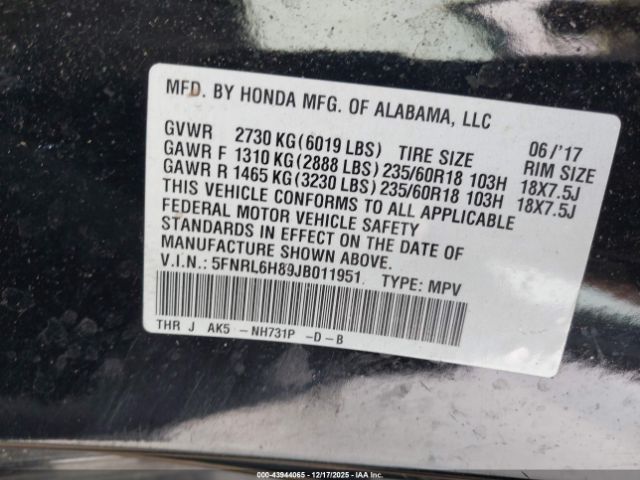 MFD. BY HONDA MFG. OF ALABAMA, LLC
06/'17
GVWR 2730 KG(6019 LBS) TIRE SIZE RIM SIZE
GAWR F 1310 KG(2888 LBS)235/60R18 103H 18X7.5J
GAWR R 1465 KG(3230 LBS)235/60R18 103H 18X7.5J
THIS VEHICLE CONFORMS TO ALL APPLICABLE
FEDERAL MOTOR VEHICLE SAFETY
STANDARDS IN EFFECT ON THE DATE OF
MANUFACTURE SHOWN ABOVE.
V.I.N.: 5FNRL6H89JB011951 TYPE: MPV
THR J AK5 -NH731P -D-B
000-43944065 - 12/17/2025 - IAA Inc. Copyright